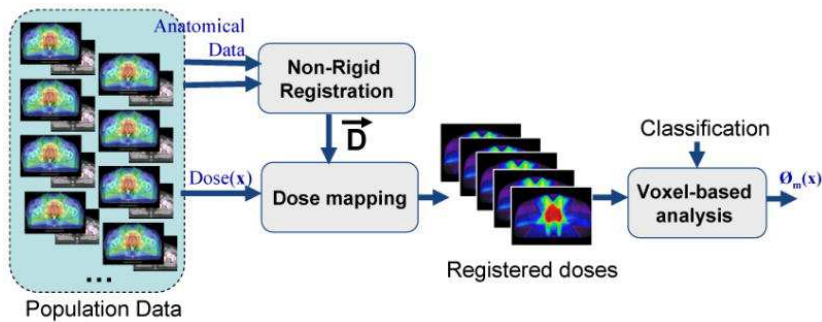 Anatomical
Data
Non-Rigid
Registration
D
Classification
Dose(x)
Dose mapping
Voxel-based
analysis
Ø_m(x)
Registered doses
...
Population Data